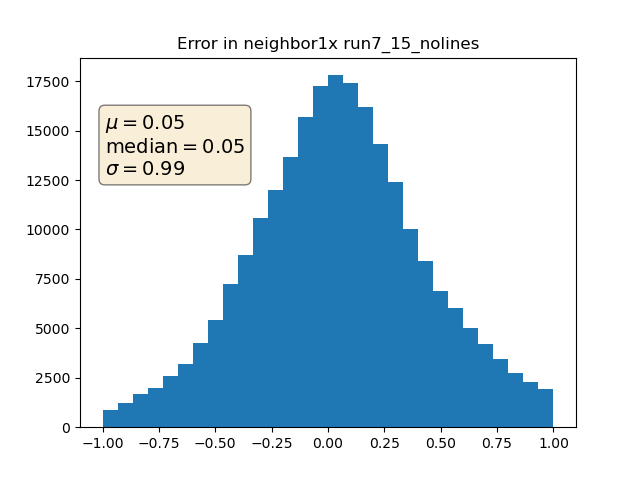 Error in neighbor1x run7_15_nolines
17500
15000
12500
10000
7500
5000
2500
0
μ = 0.05
median = 0.05
σ = 0.99
−1.00 −0.75 −0.50 −0.25 0.00 0.25 0.50 0.75 1.00